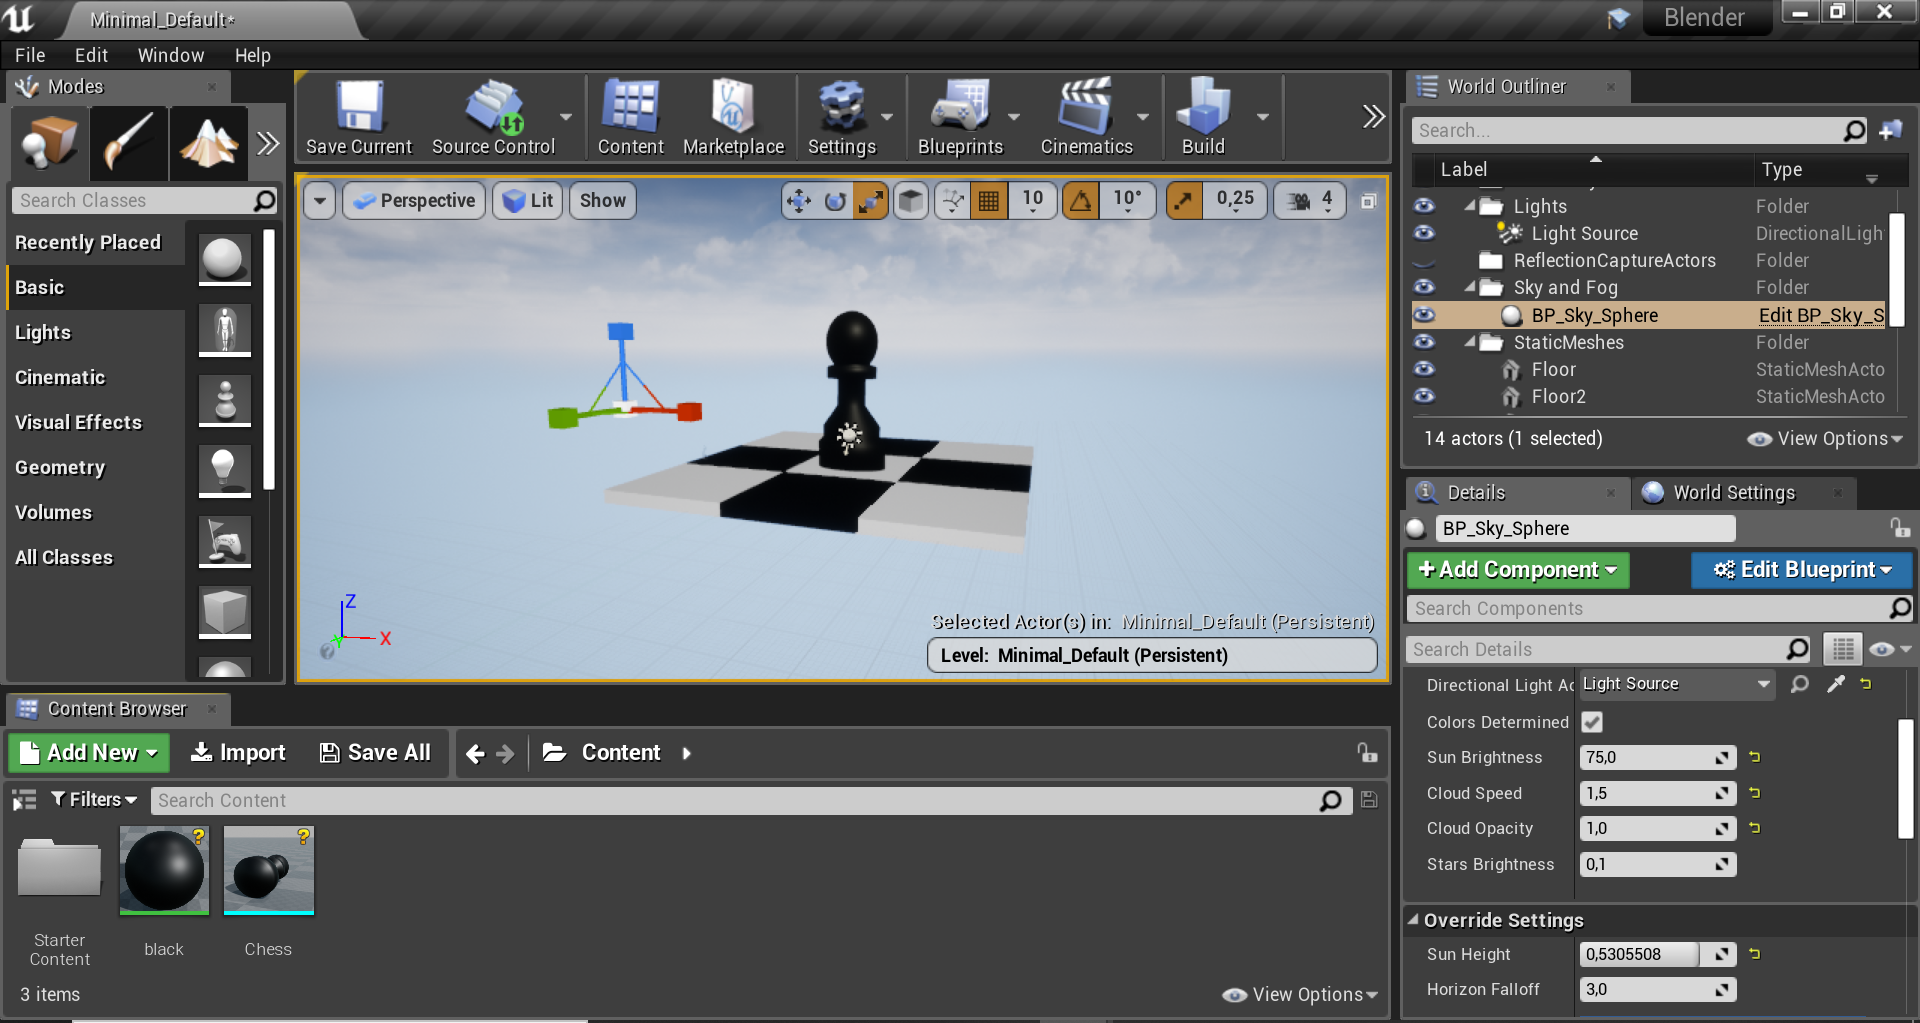 Minimal_Default*
Blender
File Edit Window Help
Modes
Search Classes
Recently Placed
Basic
Lights
Cinematic
Visual Effects
Geometry
Volumes
All Classes
Save Current
Source Control
Content
Marketplace
Settings
Blueprints
Cinematics
Build
Perspective
Lit
Show
10
10°
0,25
4
Z
X
Selected Actor(s) in: Minimal_Default (Persistent)
Level: Minimal_Default (Persistent)
World Outliner
Search...
Label Type
Lights Folder
Light Source DirectionalLigh
ReflectionCaptureActors Folder
Sky and Fog Folder
BP_Sky_Sphere Edit BP_Sky_S
StaticMeshes Folder
Floor StaticMeshActo
Floor2 StaticMeshActo
14 actors (1 selected)
View Options
Details
World Settings
BP_Sky_Sphere
+Add Component
Edit Blueprint
Search Components
Search Details
Directional Light Ac Light Source
Colors Determined
Sun Brightness 75,0
Cloud Speed 1,5
Cloud Opacity 1,0
Stars Brightness 0,1
Override Settings
Sun Height 0,5305508
Horizon Falloff 3,0
Content Browser
Add New
Import
Save All
Content
Filters
Search Content
Starter
Content
black
Chess
3 items
View Options